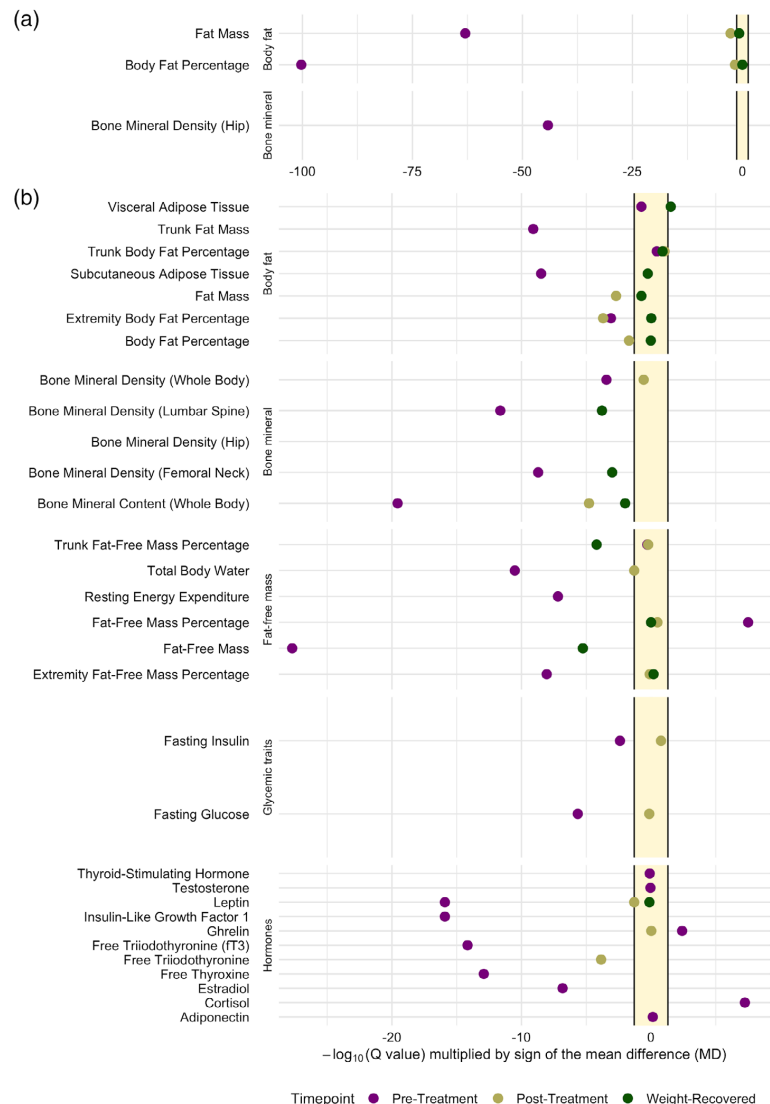 (a)
Fat Mass
Body Fat Percentage
Body fat
Bone Mineral Density (Hip)
Bone mineral
-100 -75 -50 -25 0
(b)
Visceral Adipose Tissue
Trunk Fat Mass
Trunk Body Fat Percentage
Subcutaneous Adipose Tissue
Fat Mass
Extremity Body Fat Percentage
Body Fat Percentage
Body fat
Bone Mineral Density (Whole Body)
Bone Mineral Density (Lumbar Spine)
Bone Mineral Density (Hip)
Bone Mineral Density (Femoral Neck)
Bone Mineral Content (Whole Body)
Bone mineral
Trunk Fat-Free Mass Percentage
Total Body Water
Resting Energy Expenditure
Fat-Free Mass Percentage
Fat-Free Mass
Extremity Fat-Free Mass Percentage
Fat-free mass
Fasting Insulin
Fasting Glucose
Glycemic traits
Thyroid-Stimulating Hormone
Testosterone
Leptin
Insulin-Like Growth Factor 1
Ghrelin
Free Triiodothyronine (fT3)
Free Triiodothyronine
Free Thyroxine
Estradiol
Cortisol
Adiponectin
Hormones
-20 -10 0
−log10(Q value) multiplied by sign of the mean difference (MD)
Timepoint Pre-Treatment Post-Treatment Weight-Recovered